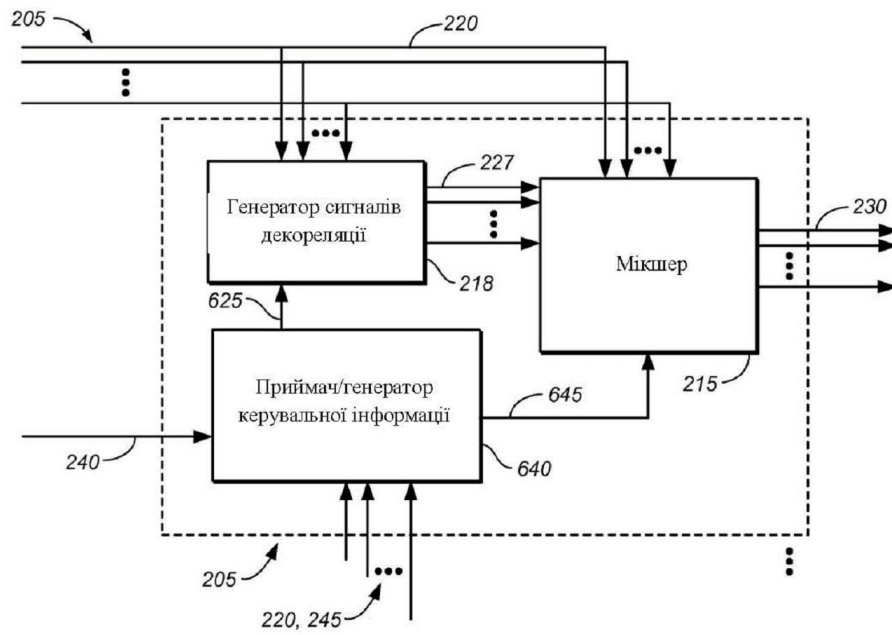 205
220
227
Генератор сигналів
декореляції
230
Мікшер
218
625
Приймач/генератор
керувальної інформації
645
215
240
640
205
220, 245